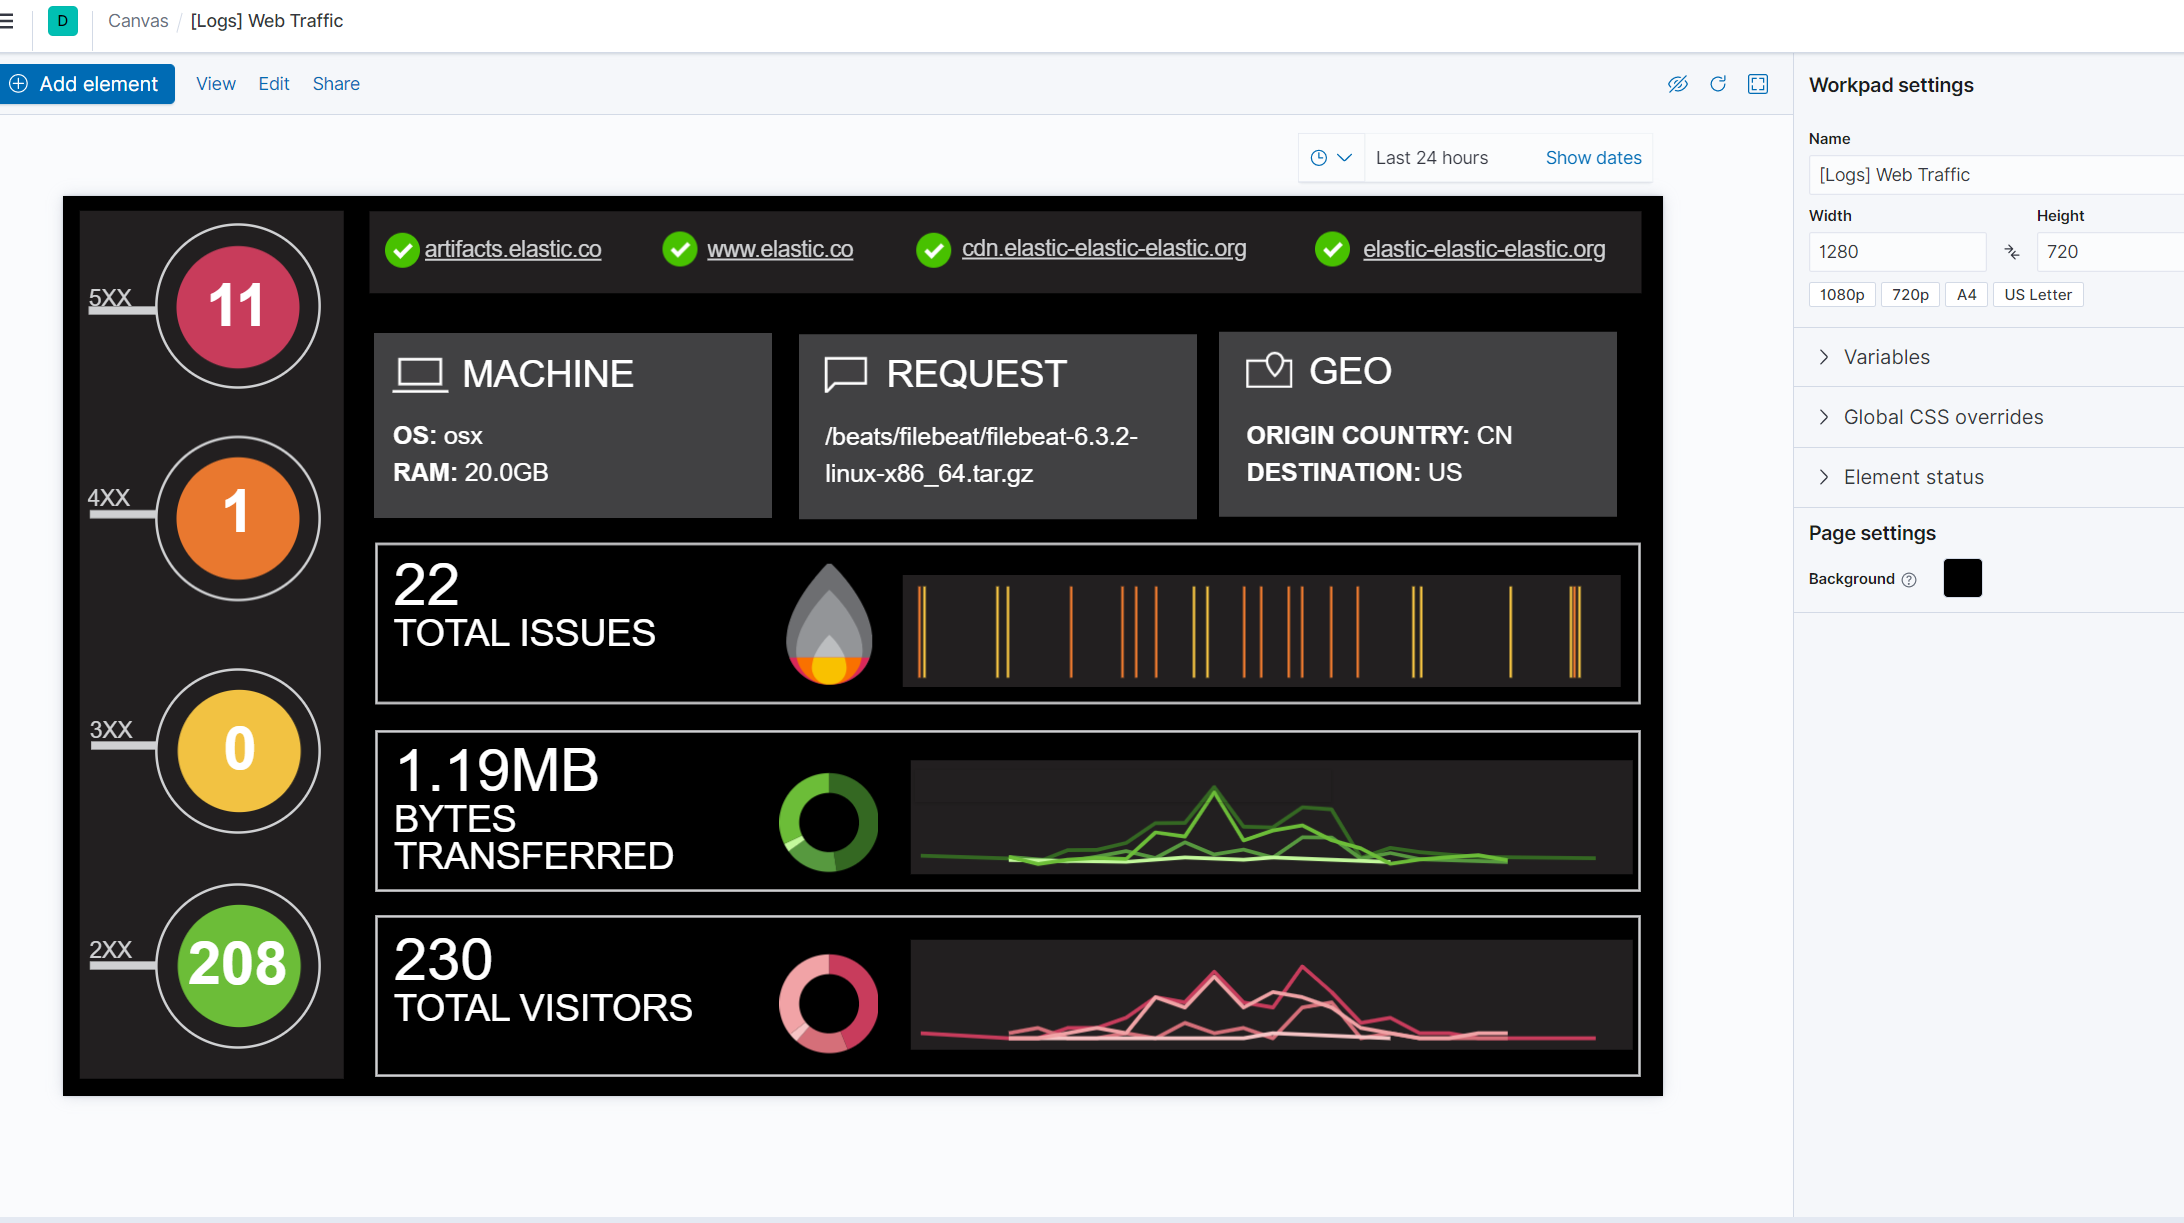 D
Canvas / [Logs] Web Traffic
Add element
View
Edit
Share
Last 24 hours
Show dates
5XX
11
4XX
1
3XX
0
2XX
208
artifacts.elastic.co
www.elastic.co
cdn.elastic-elastic-elastic.org
elastic-elastic-elastic.org
MACHINE
OS: osx
RAM: 20.0GB
REQUEST
/beats/filebeat/filebeat-6.3.2-
linux-x86_64.tar.gz
GEO
ORIGIN COUNTRY: CN
DESTINATION: US
22
TOTAL ISSUES
1.19MB
BYTES
TRANSFERRED
230
TOTAL VISITORS
Workpad settings
Name
[Logs] Web Traffic
Width
Height
1280
720
1080p
720p
A4
US Letter
Variables
Global CSS overrides
Element status
Page settings
Background